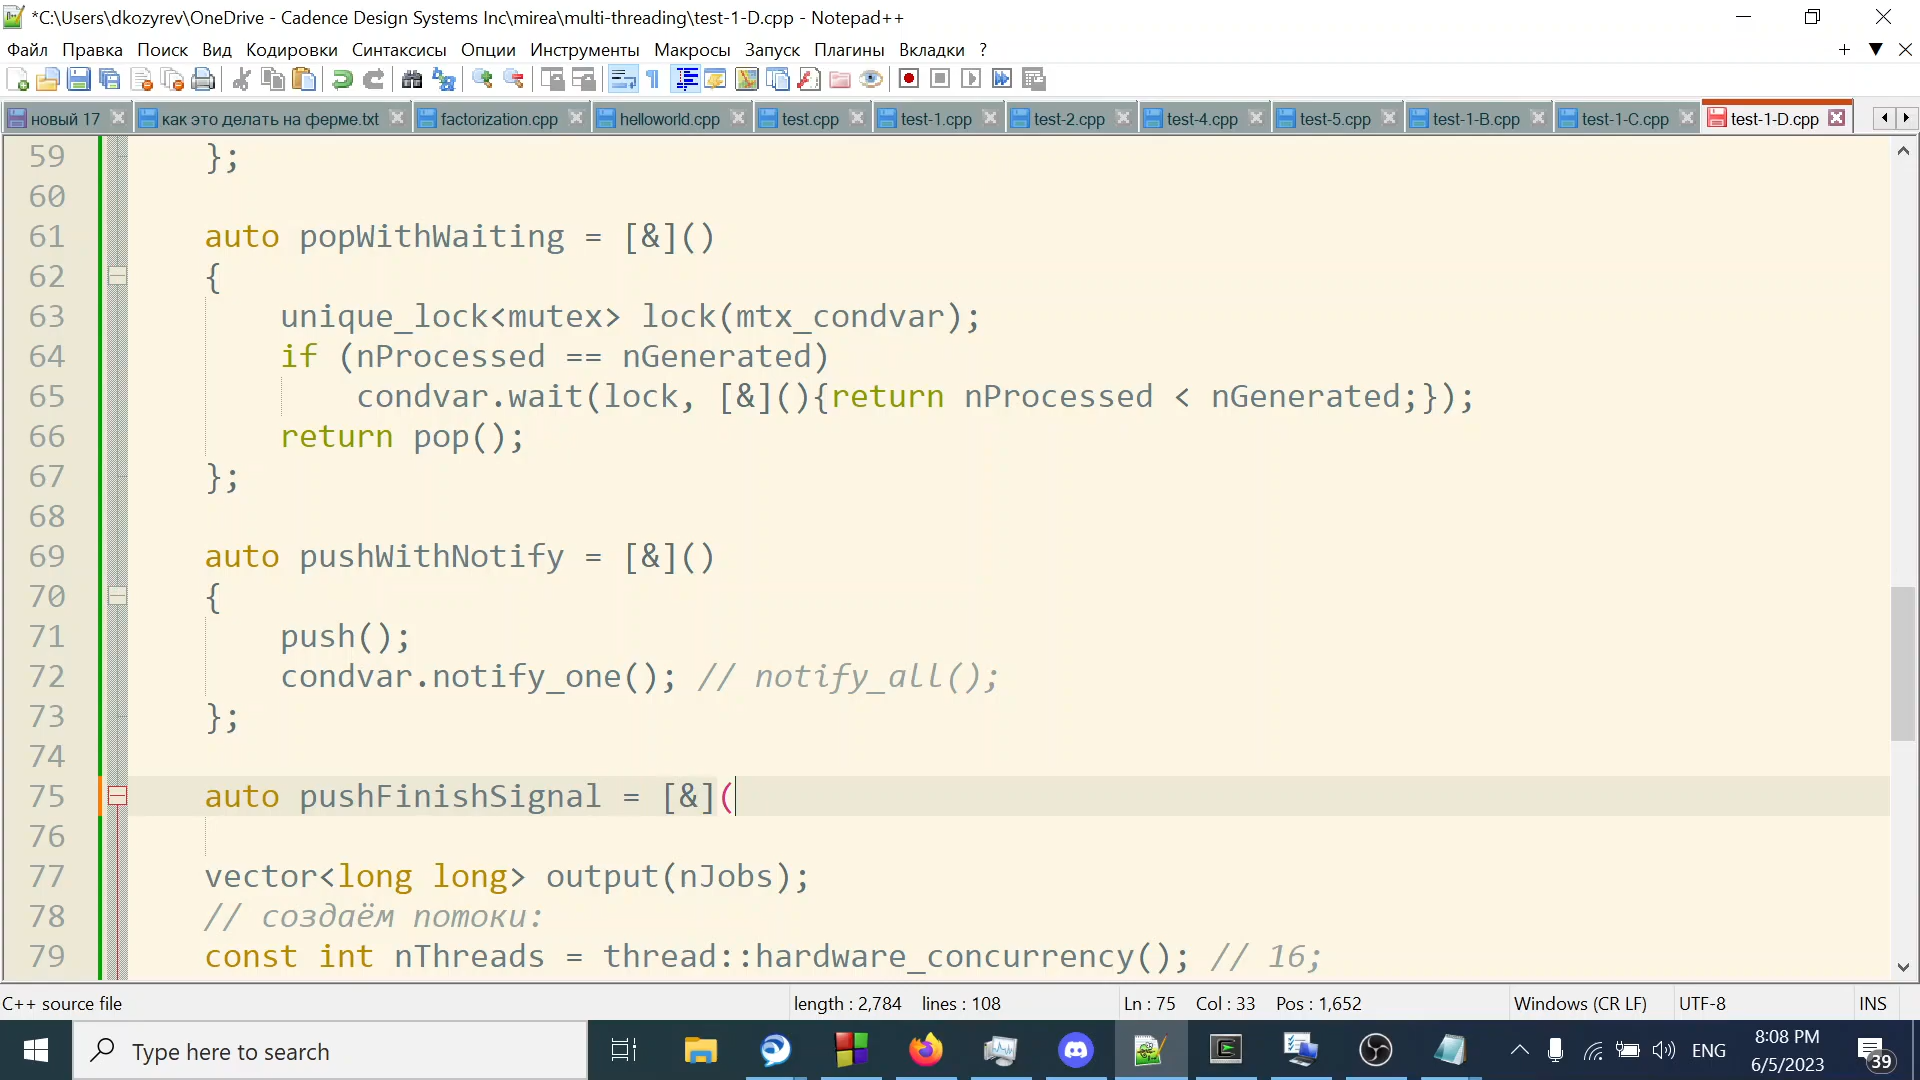 *C:\Users\dkozyrev\OneDrive - Cadence Design Systems Inc\mirea\multi-threading\test-1-D.cpp - Notepad++
Файл Правка Поиск Вид Кодировки Синтаксисы Опции Инструменты Макросы Запуск Плагины Вкладки ?
новый 17 как это делать на ферме.txt factorization.cpp helloworld.cpp test.cpp test-1.cpp test-2.cpp test-4.cpp test-5.cpp test-1-B.cpp test-1-C.cpp test-1-D.cpp
59 };
60
61 auto popWithWaiting = [&]()
62 {
63 unique_lock<mutex> lock(mtx_condvar);
64 if (nProcessed == nGenerated)
65 condvar.wait(lock, [&](){return nProcessed < nGenerated;});
66 return pop();
67 };
68
69 auto pushWithNotify = [&]()
70 {
71 push();
72 condvar.notify_one(); // notify_all();
73 };
74
75 auto pushFinishSignal = [&](
76
77 vector<long long> output(nJobs);
78 // создаём потоки:
79 const int nThreads = thread::hardware_concurrency(); // 16;
C++ source file length : 2,784 lines : 108 Ln : 75 Col : 33 Pos : 1,652 Windows (CR LF) UTF-8 INS
Type here to search ENG 8:08 PM
6/5/2023 39